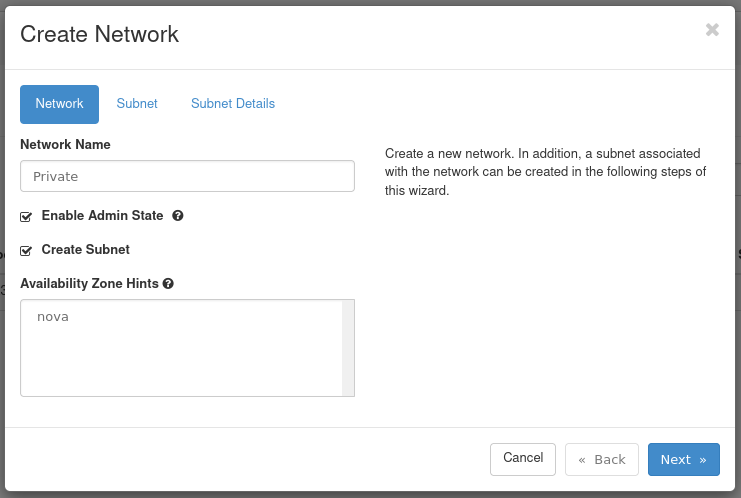 Create Network
×
Network Subnet Subnet Details
Network Name
Private
Create a new network. In addition, a subnet associated
with the network can be created in the following steps of
this wizard.
Enable Admin State ?
Create Subnet
Availability Zone Hints ?
nova
Cancel « Back Next »